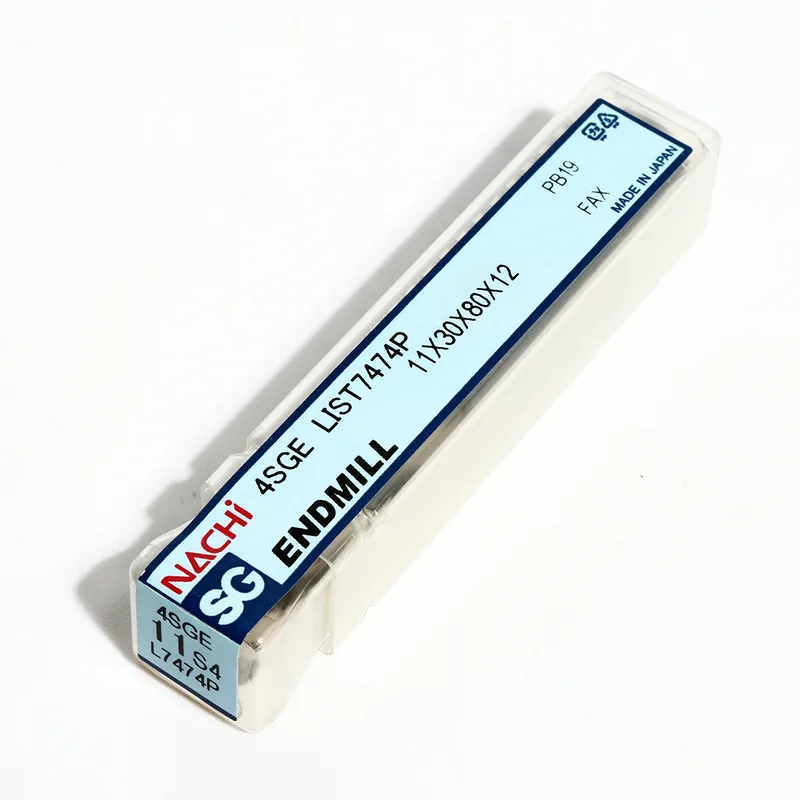 NACHi
4SGE LIST7474P
11X30X80X12
PB19
FAX
MADE IN JAPAN
SG
ENDMILL
4SGE
11S4
L7474P